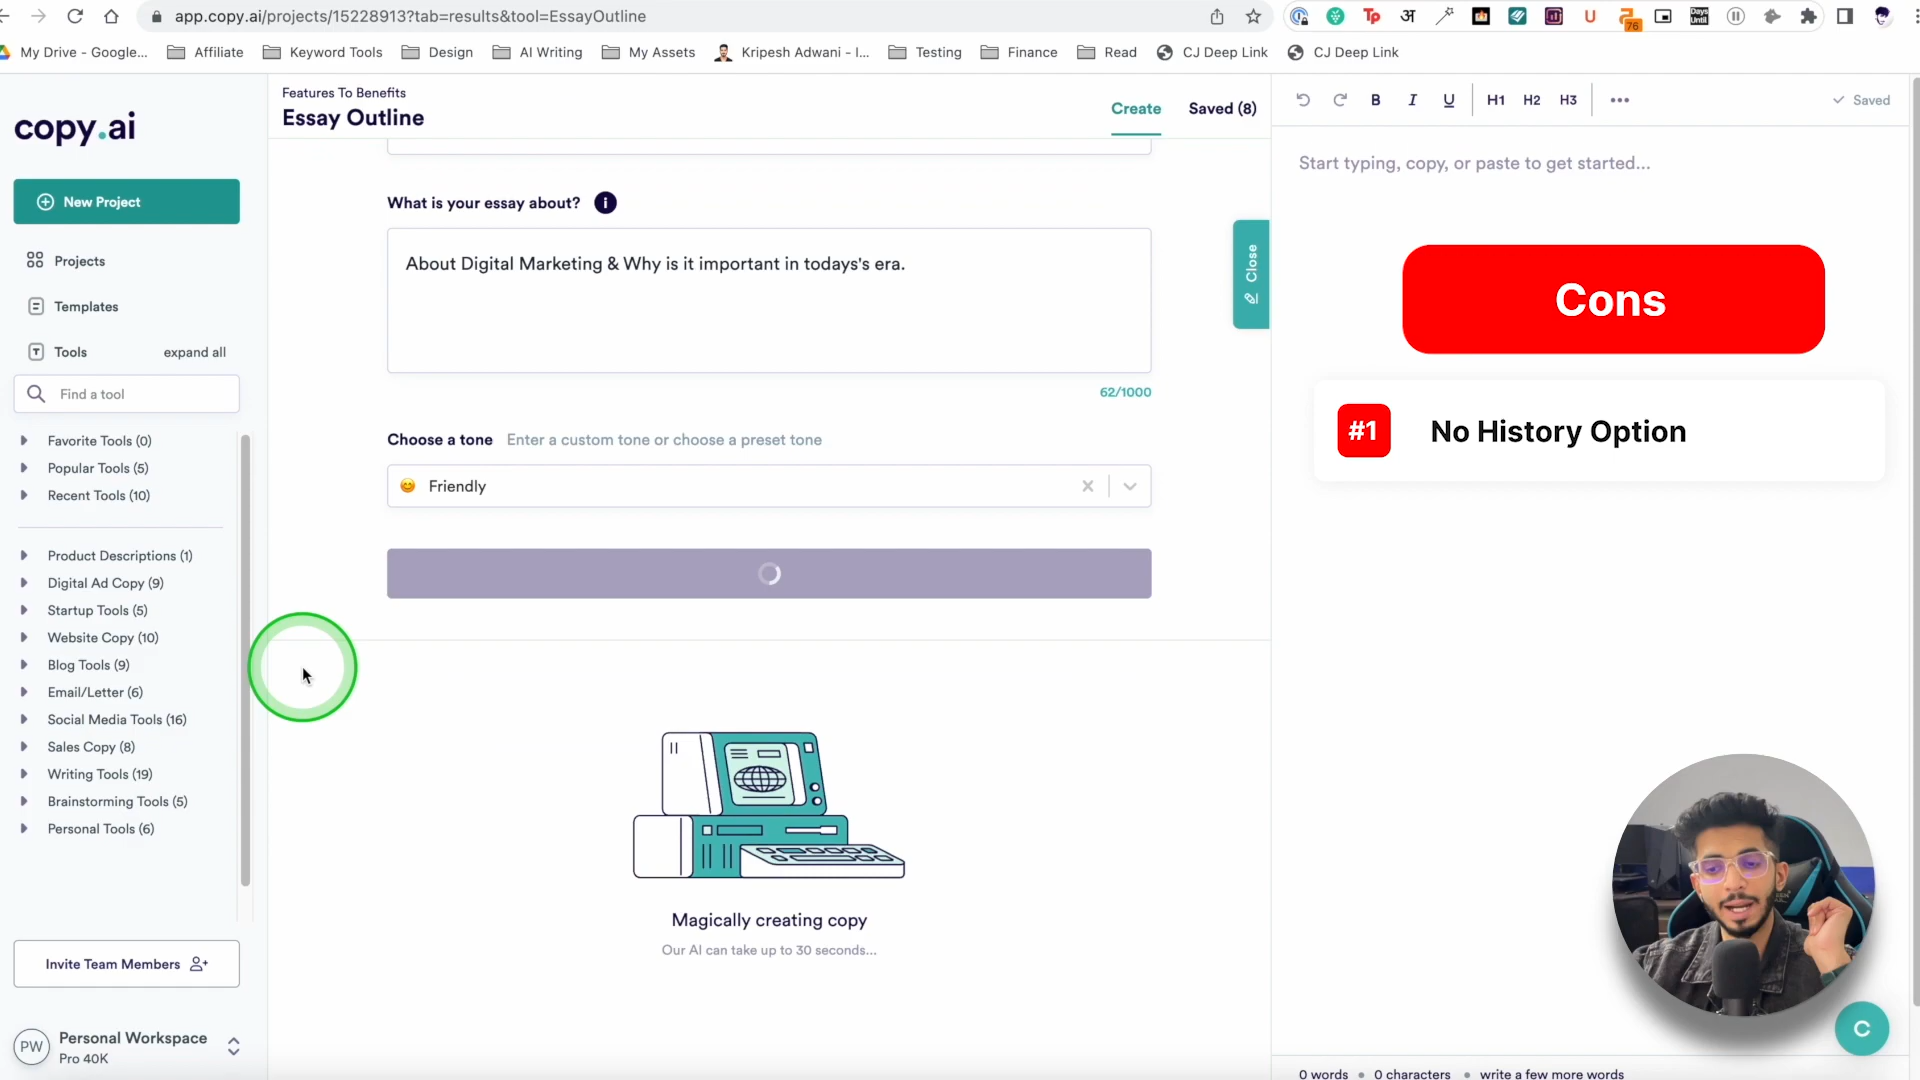 app.copy.ai/projects/15228913?tab=results&tool=EssayOutline
76
Days
Until
My Drive - Google...
Affiliate
Keyword Tools
Design
AI Writing
My Assets
Kripesh Adwani - I...
Testing
Finance
Read
CJ Deep Link
CJ Deep Link
copy.ai
New Project
Projects
Templates
Tools
expand all
Find a tool
Favorite Tools (0)
Popular Tools (5)
Recent Tools (10)
Product Descriptions (1)
Digital Ad Copy (9)
Startup Tools (5)
Website Copy (10)
Blog Tools (9)
Email/Letter (6)
Social Media Tools (16)
Sales Copy (8)
Writing Tools (19)
Brainstorming Tools (5)
Personal Tools (6)
Invite Team Members
PW
Personal Workspace
Pro 40K
Features To Benefits
Essay Outline
Create
Saved (8)
What is your essay about?
About Digital Marketing & Why is it important in todays's era.
62/1000
Choose a tone Enter a custom tone or choose a preset tone
Friendly
Magically creating copy
Our AI can take up to 30 seconds...
Close
B I U H1 H2 H3
Saved
Start typing, copy, or paste to get started...
Cons
#1 No History Option
C
0 words • 0 characters • write a few more words